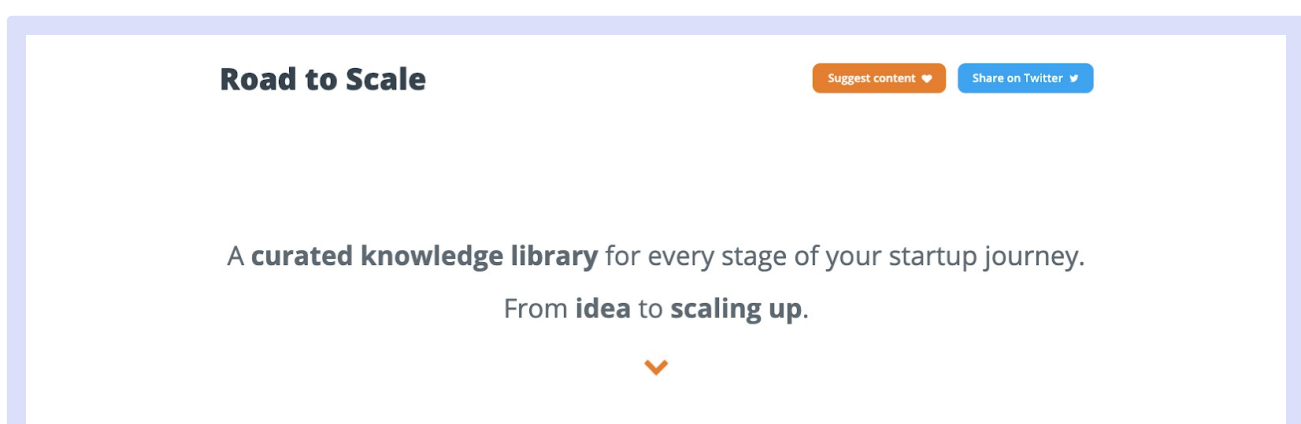 Road to Scale
Suggest content
Share on Twitter
A curated knowledge library for every stage of your startup journey.
From idea to scaling up.